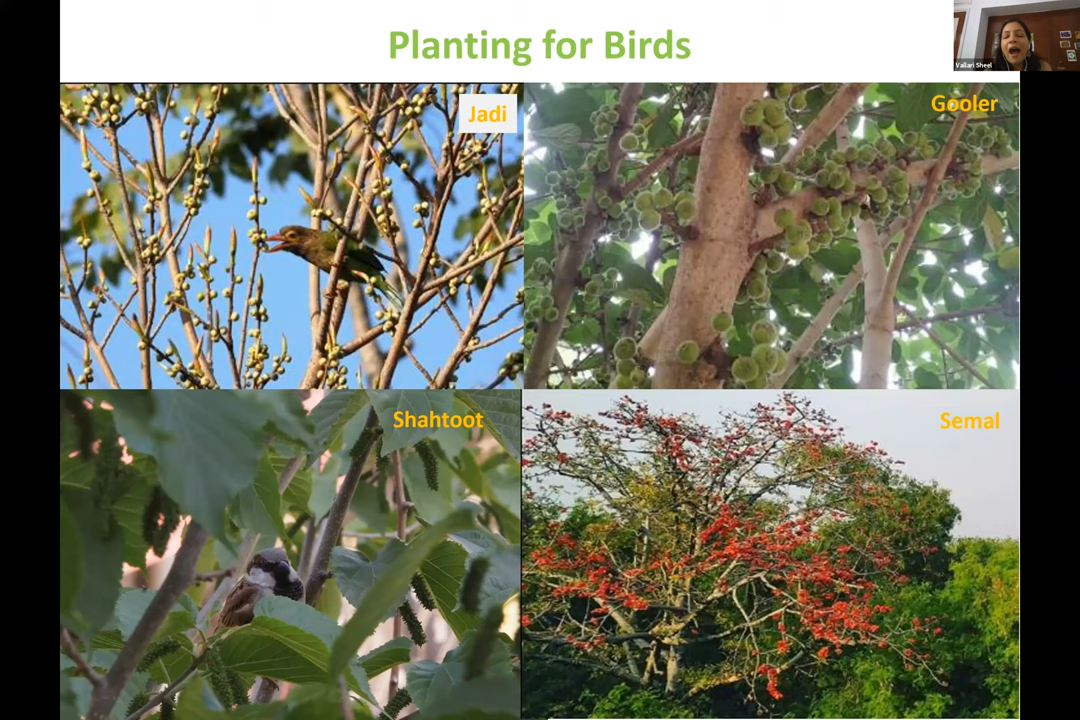 Planting for Birds
Vallari Sheel
Jadi
Gooler
Shahtoot
Semal